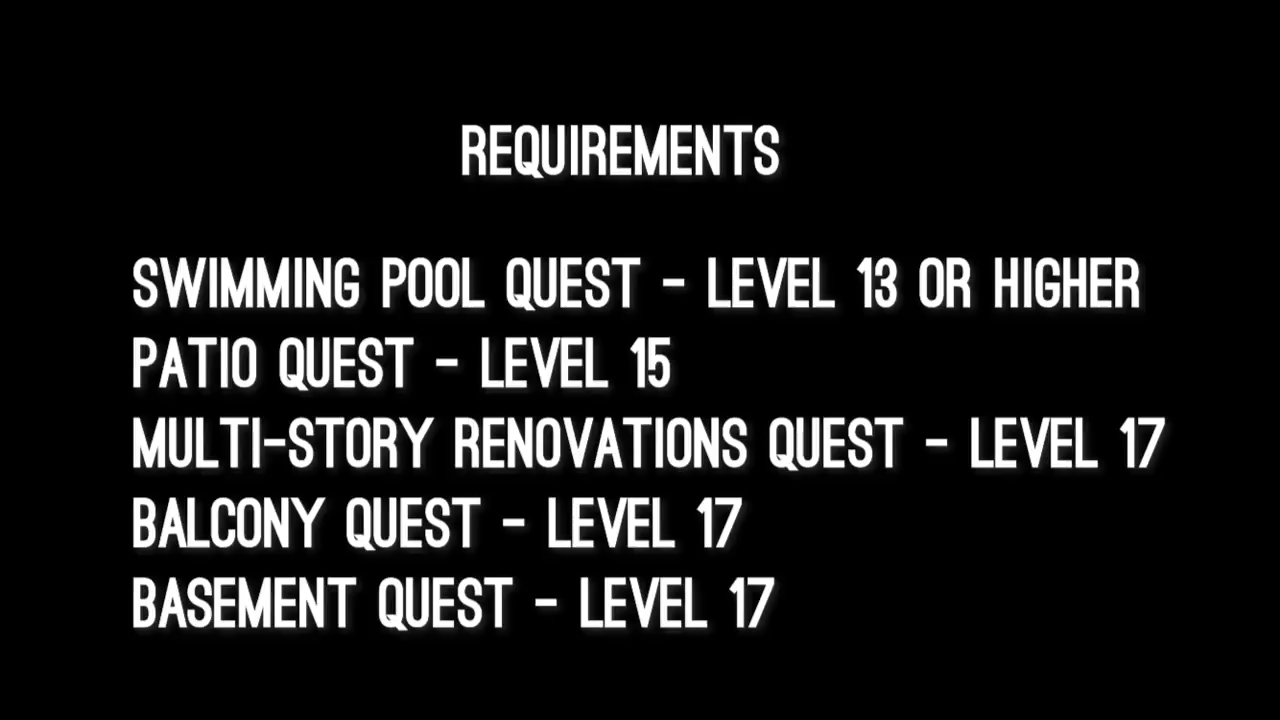 REQUIREMENTS
SWIMMING POOL QUEST - LEVEL 13 OR HIGHER
PATIO QUEST - LEVEL 15
MULTI-STORY RENOVATIONS QUEST - LEVEL 17
BALCONY QUEST - LEVEL 17
BASEMENT QUEST - LEVEL 17